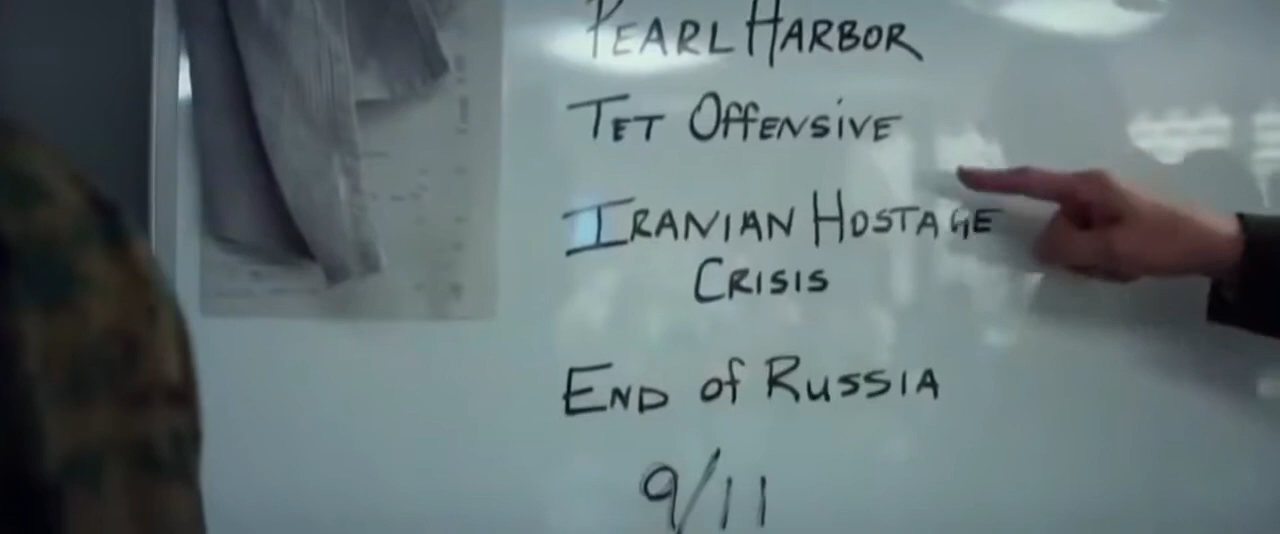 PEARL HARBOR
TET OFFENSIVE
IRANIAN HOSTAGE
CRISIS
END OF RUSSIA
9/11